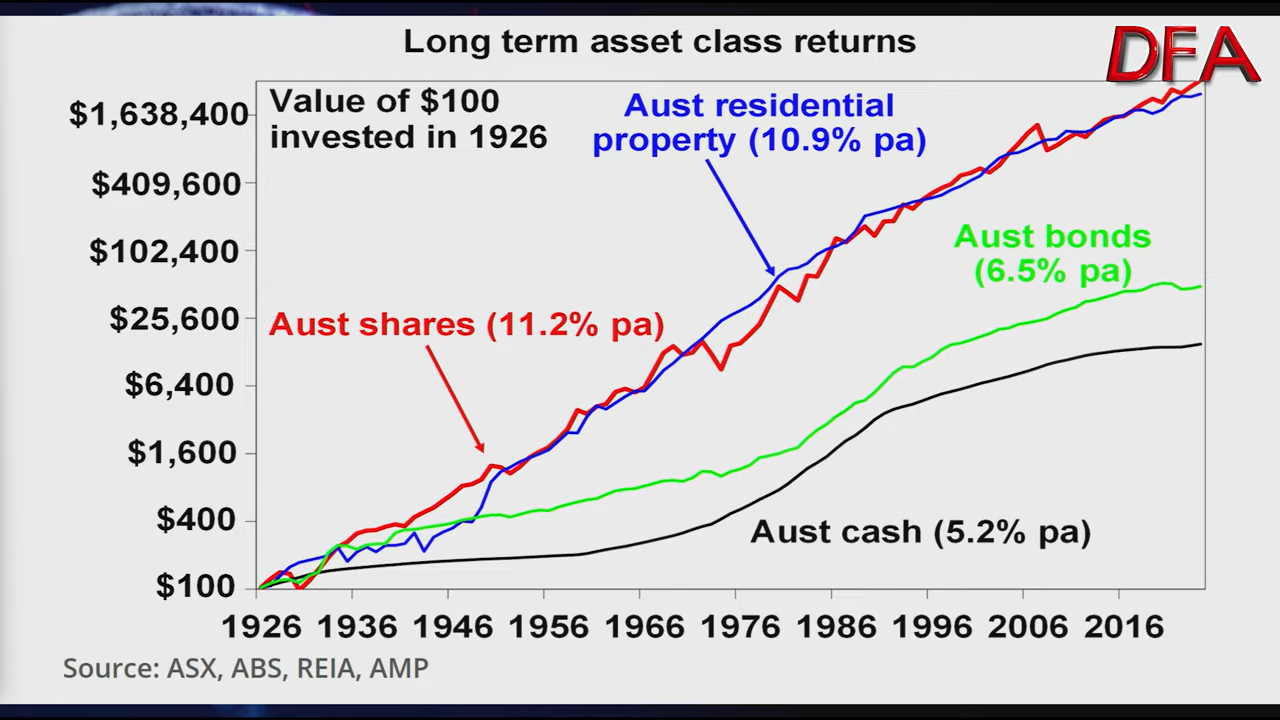 Long term asset class returns
DFA
Value of $100
invested in 1926
Aust residential
property (10.9% pa)
Aust bonds
(6.5% pa)
Aust shares (11.2% pa)
Aust cash (5.2% pa)
$1,638,400
$409,600
$102,400
$25,600
$6,400
$1,600
$400
$100
1926 1936 1946 1956 1966 1976 1986 1996 2006 2016
Source: ASX, ABS, REIA, AMP